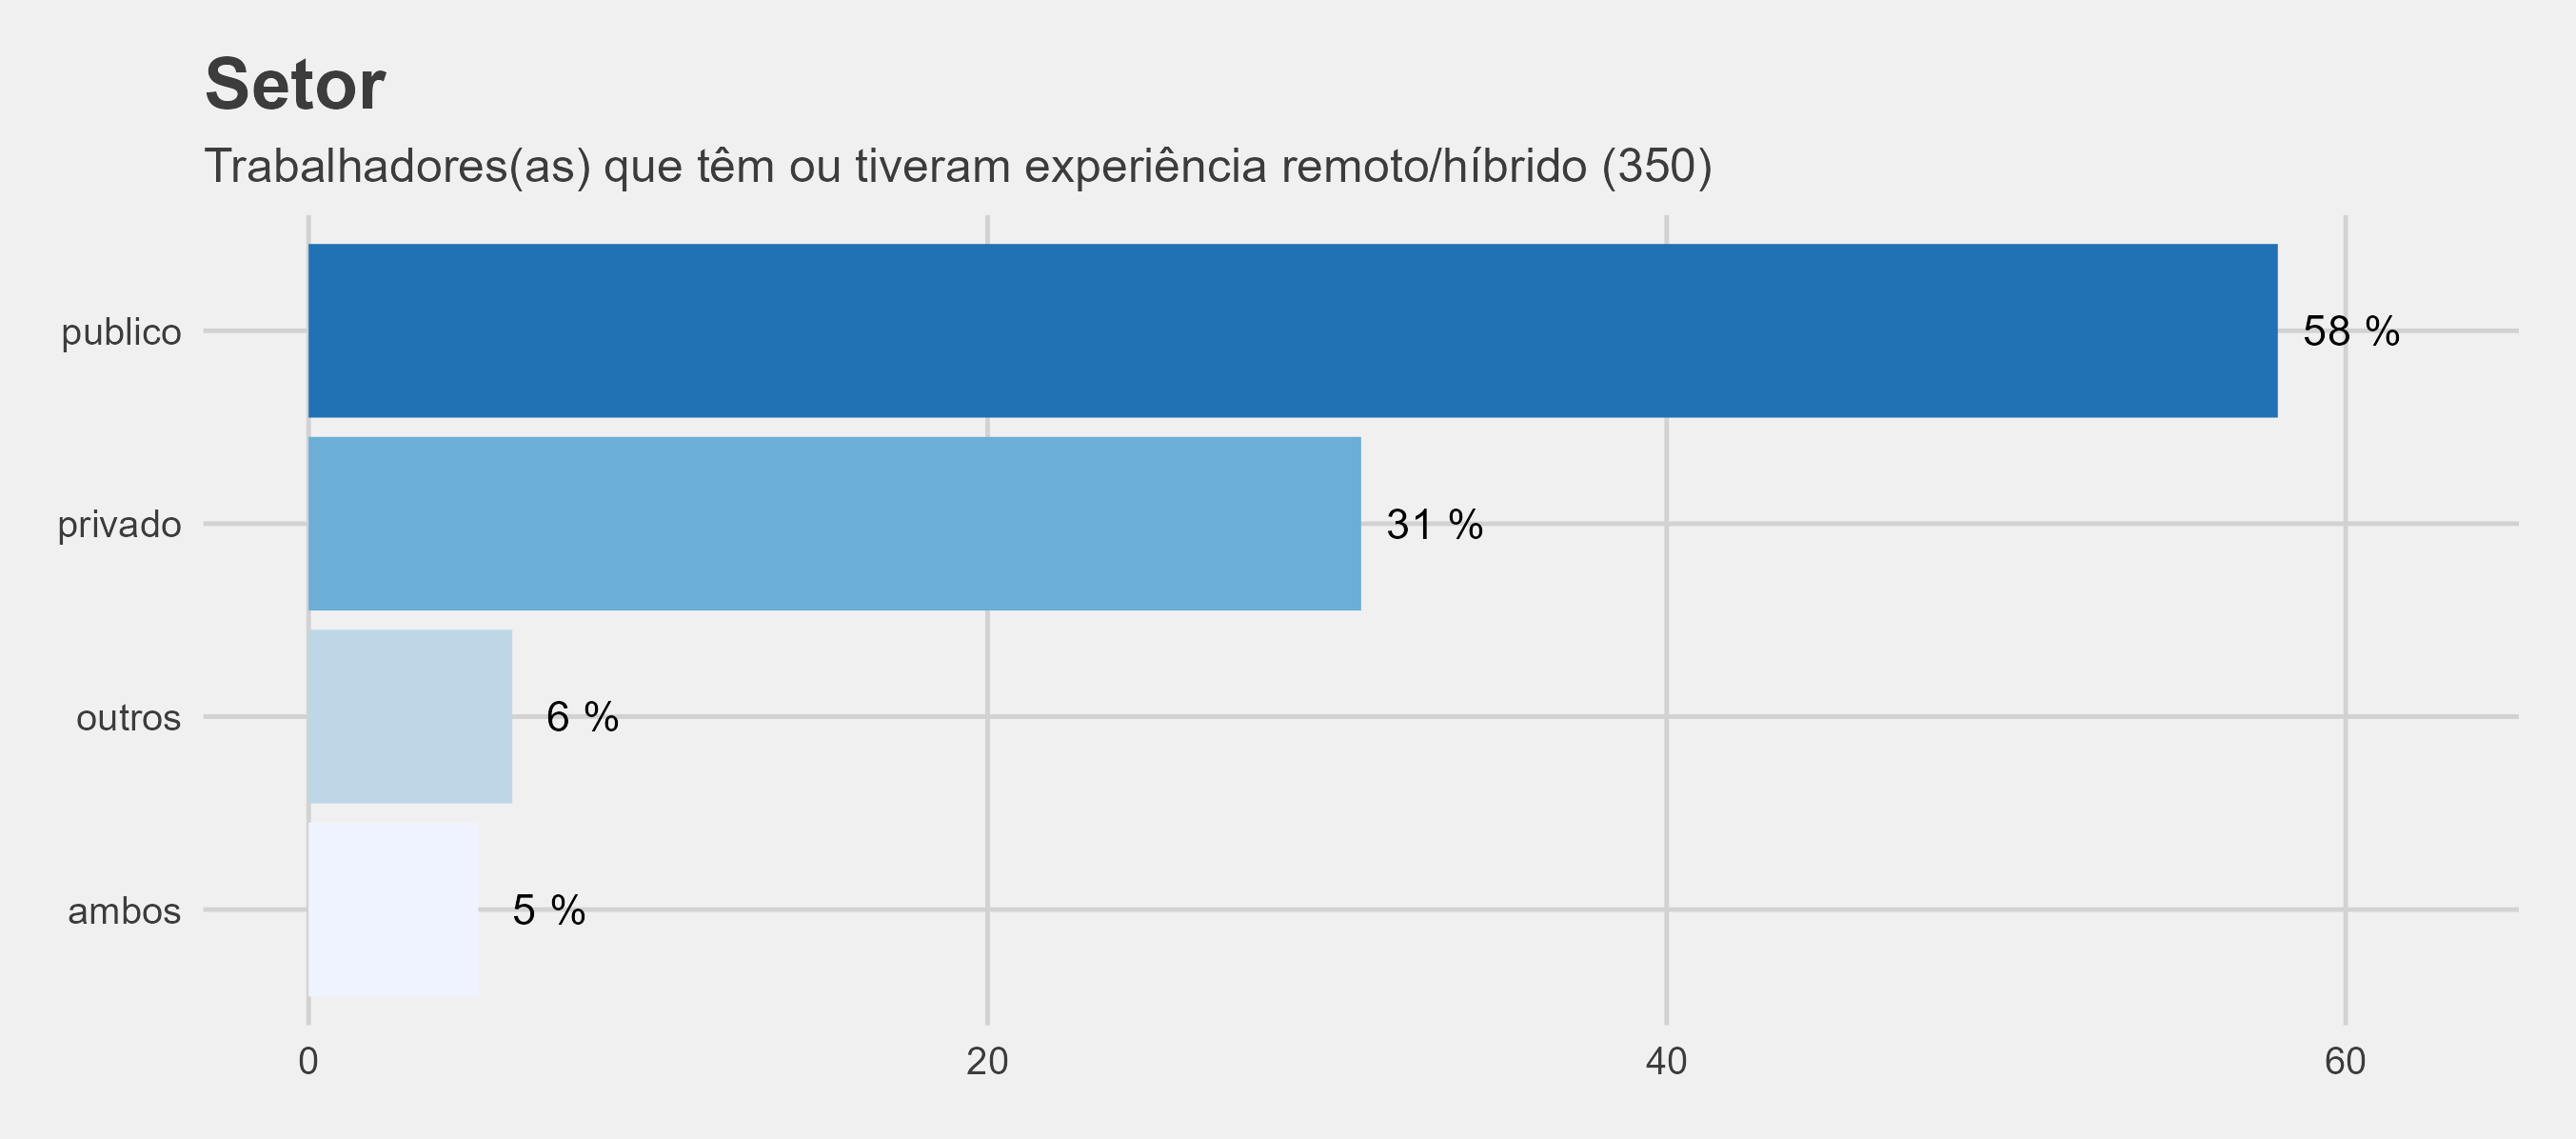 Setor
Trabalhadores(as) que têm ou tiveram experiência remoto/híbrido (350)
publico
58 %
privado
31 %
outros
6 %
ambos
5 %
0
20
40
60